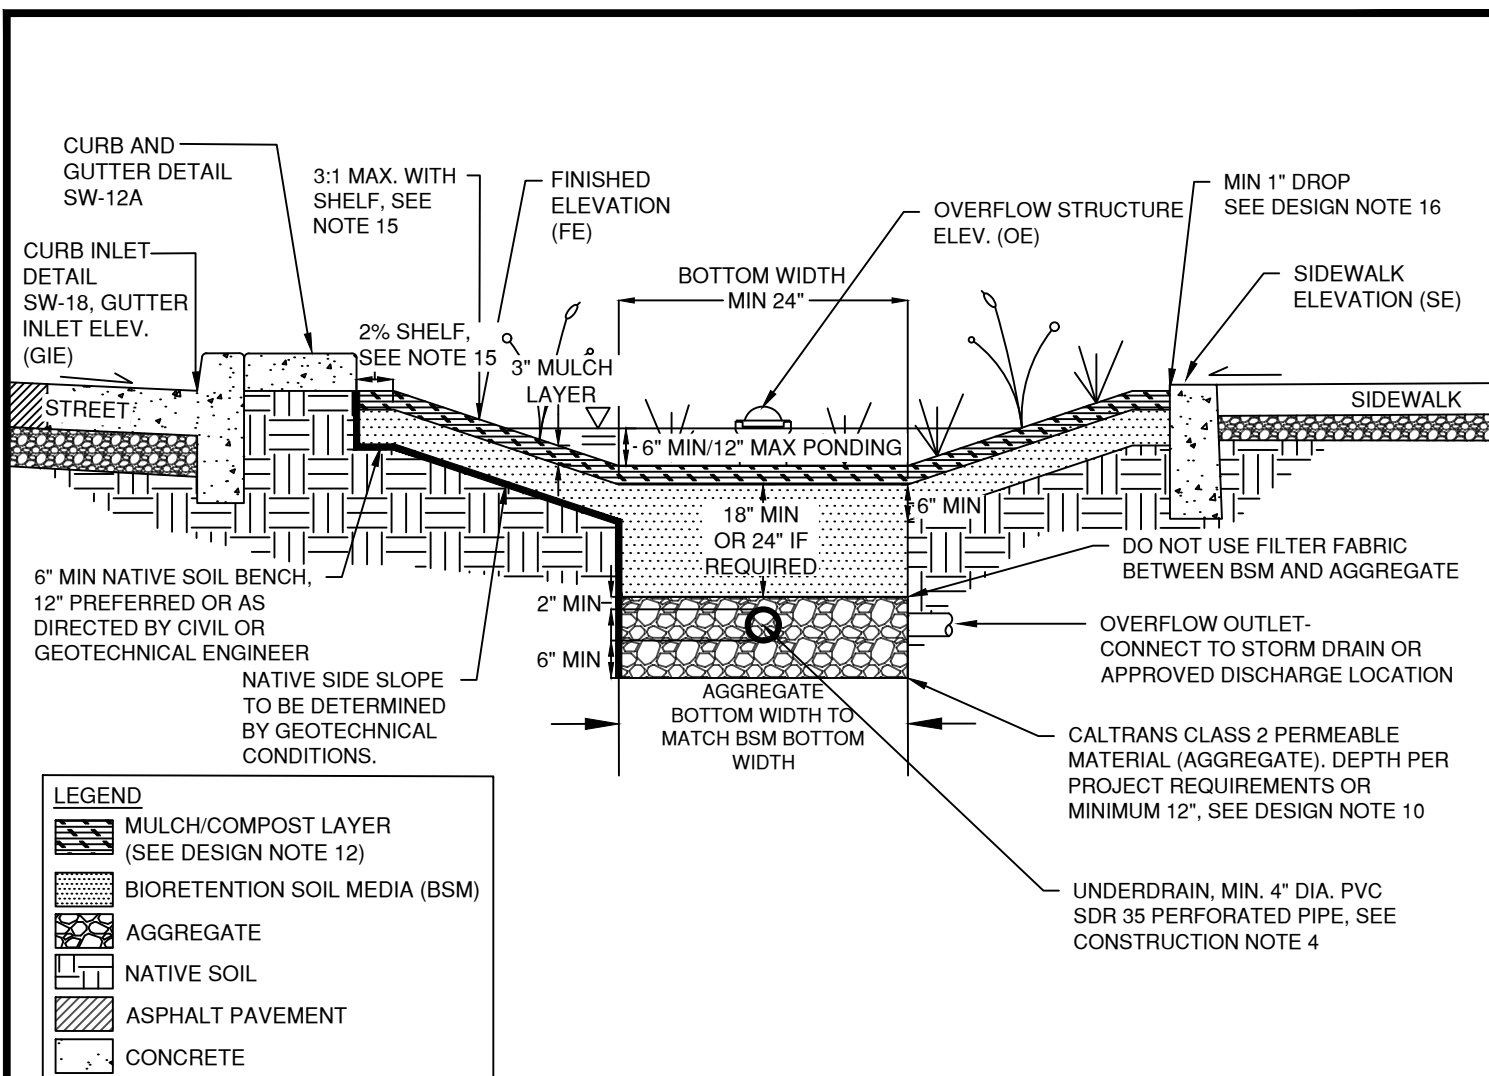 CURB AND
GUTTER DETAIL
SW-12A
3:1 MAX. WITH
SHELF, SEE
NOTE 15
FINISHED
ELEVATION
(FE)
OVERFLOW STRUCTURE
ELEV. (OE)
MIN 1" DROP
SEE DESIGN NOTE 16
CURB INLET
DETAIL
SW-18, GUTTER
INLET ELEV.
(GIE)
BOTTOM WIDTH
MIN 24"
SIDEWALK
ELEVATION (SE)
2% SHELF,
SEE NOTE 15
3" MULCH
LAYER
STREET
SIDEWALK
6" MIN/12" MAX PONDING
18" MIN
OR 24" IF
REQUIRED
6" MIN
DO NOT USE FILTER FABRIC
BETWEEN BSM AND AGGREGATE
6" MIN NATIVE SOIL BENCH,
12" PREFERRED OR AS
DIRECTED BY CIVIL OR
GEOTECHNICAL ENGINEER
2" MIN
6" MIN
OVERFLOW OUTLET-
CONNECT TO STORM DRAIN OR
APPROVED DISCHARGE LOCATION
NATIVE SIDE SLOPE
TO BE DETERMINED
BY GEOTECHNICAL
CONDITIONS.
AGGREGATE
BOTTOM WIDTH TO
MATCH BSM BOTTOM
WIDTH
CALTRANS CLASS 2 PERMEABLE
MATERIAL (AGGREGATE). DEPTH PER
PROJECT REQUIREMENTS OR
MINIMUM 12", SEE DESIGN NOTE 10
UNDERDRAIN, MIN. 4" DIA. PVC
SDR 35 PERFORATED PIPE, SEE
CONSTRUCTION NOTE 4
LEGEND
MULCH/COMPOST LAYER
(SEE DESIGN NOTE 12)
BIORETENTION SOIL MEDIA (BSM)
AGGREGATE
NATIVE SOIL
ASPHALT PAVEMENT
CONCRETE